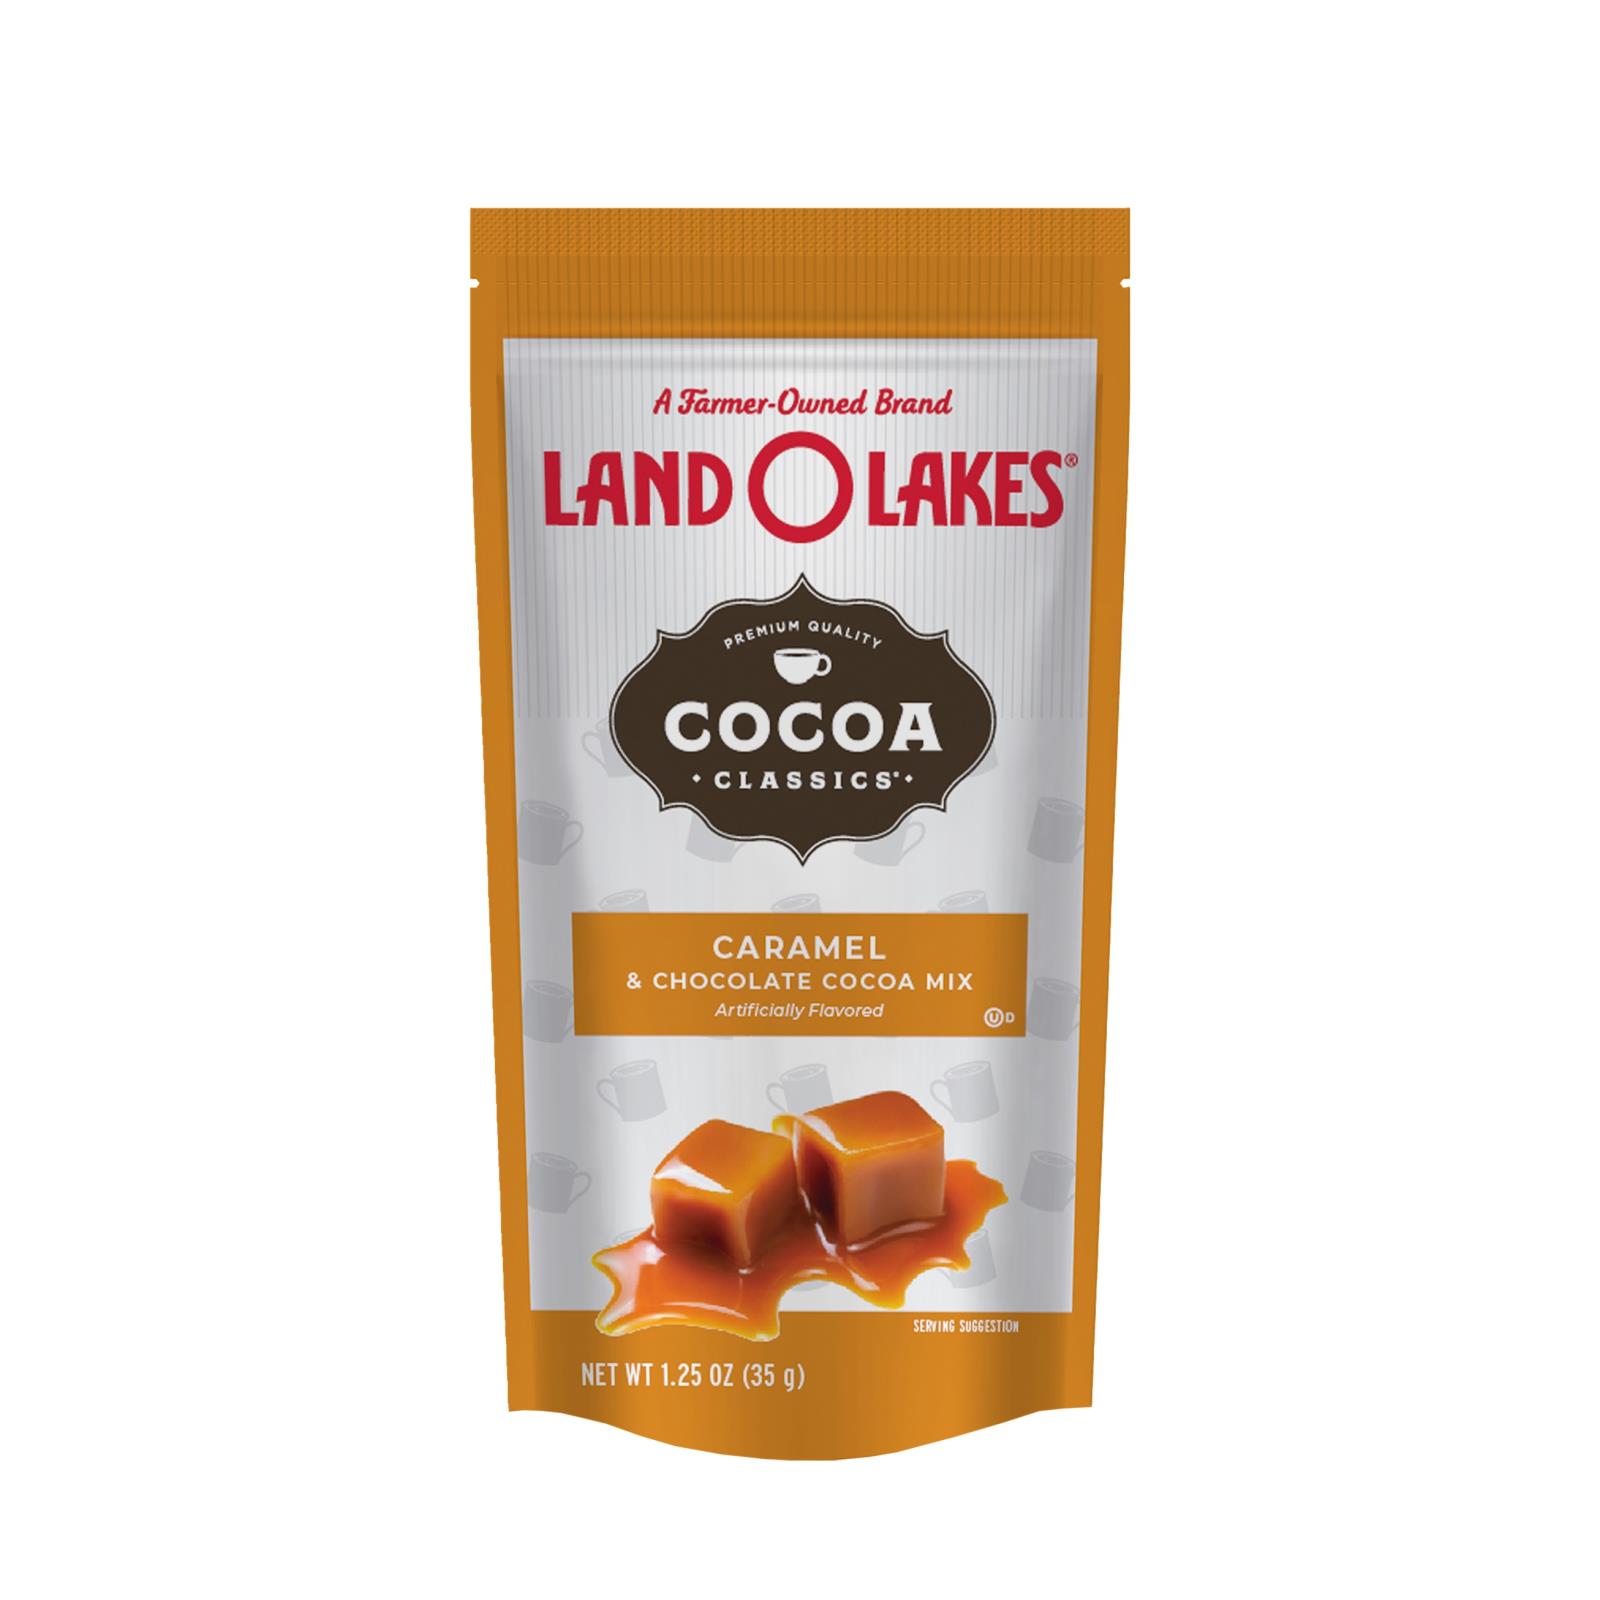 A Farmer-Owned Brand
LAND O LAKES®
PREMIUM QUALITY
COCOA
• CLASSICS® •
CARAMEL
& CHOCOLATE COCOA MIX
Artificially Flavored
U D
SERVING SUGGESTION
NET WT 1.25 OZ (35 g)